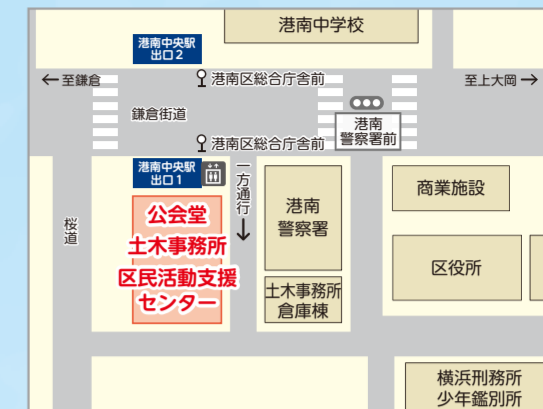 港南中学校
港南中央駅
出口2
←至鎌倉
港南区総合庁舎前
至上大岡→
鎌倉街道
港南
警察署前
港南区総合庁舎前
港南中央駅
出口1
一方通行
桜道
公会堂
土木事務所
区民活動支援
センター
港南
警察署
商業施設
区役所
土木事務所
倉庫棟
横浜刑務所
少年鑑別所